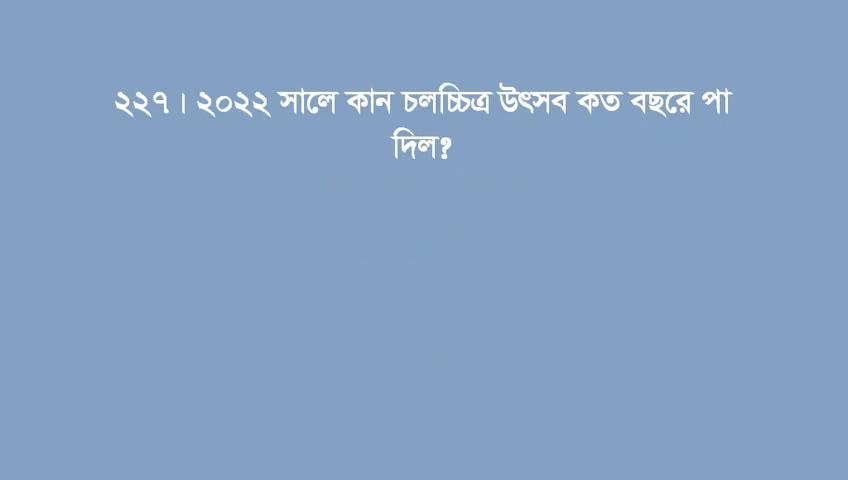 ২২৭। ২০২২ সালে কান চলচ্চিত্র উৎসব কত বছরে পা
দিল?